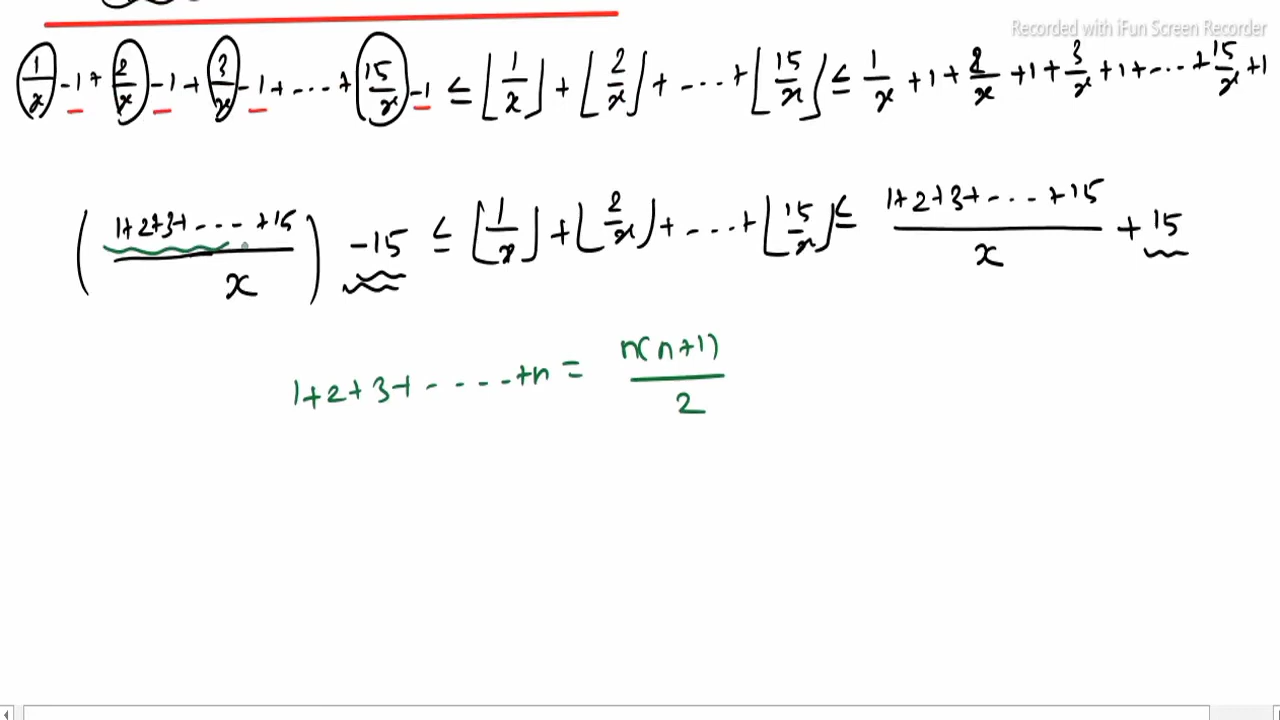 Recorded with iFun Screen Recorder
1/x -1 + 2/x -1 + 3/x -1 + .... + 15/x -1 ≤ ⌊1/x⌋ + ⌊2/x⌋ + ....+ ⌊15/x⌋ ≤ 1/x +1 + 2/x +1 + 3/x +1 + ... + 15/x +1
(1+2+3+ .... +15 / x) -15 ≤ ⌊1/x⌋ + ⌊2/x⌋ + ....+ ⌊15/x⌋ ≤ 1+2+3+ .... +15 / x + 15
1+2+3+ ..... +n = n(n+1) / 2